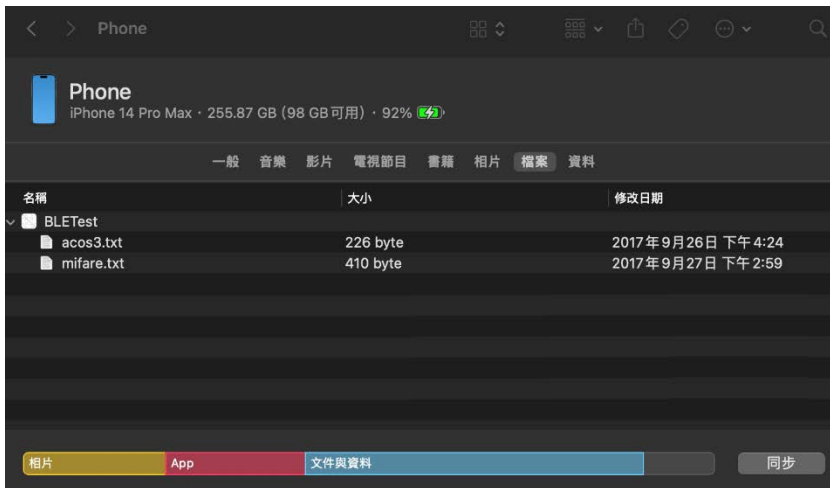 Phone
Phone
iPhone 14 Pro Max · 255.87 GB (98 GB可用) · 92%
一般 音樂 影片 電視節目 書籍 相片 檔案 資料
名稱 大小 修改日期
BLETest
acos3.txt 226 byte 2017年9月26日 下午4:24
mifare.txt 410 byte 2017年9月27日 下午2:59
相片 App 文件與資料 同步